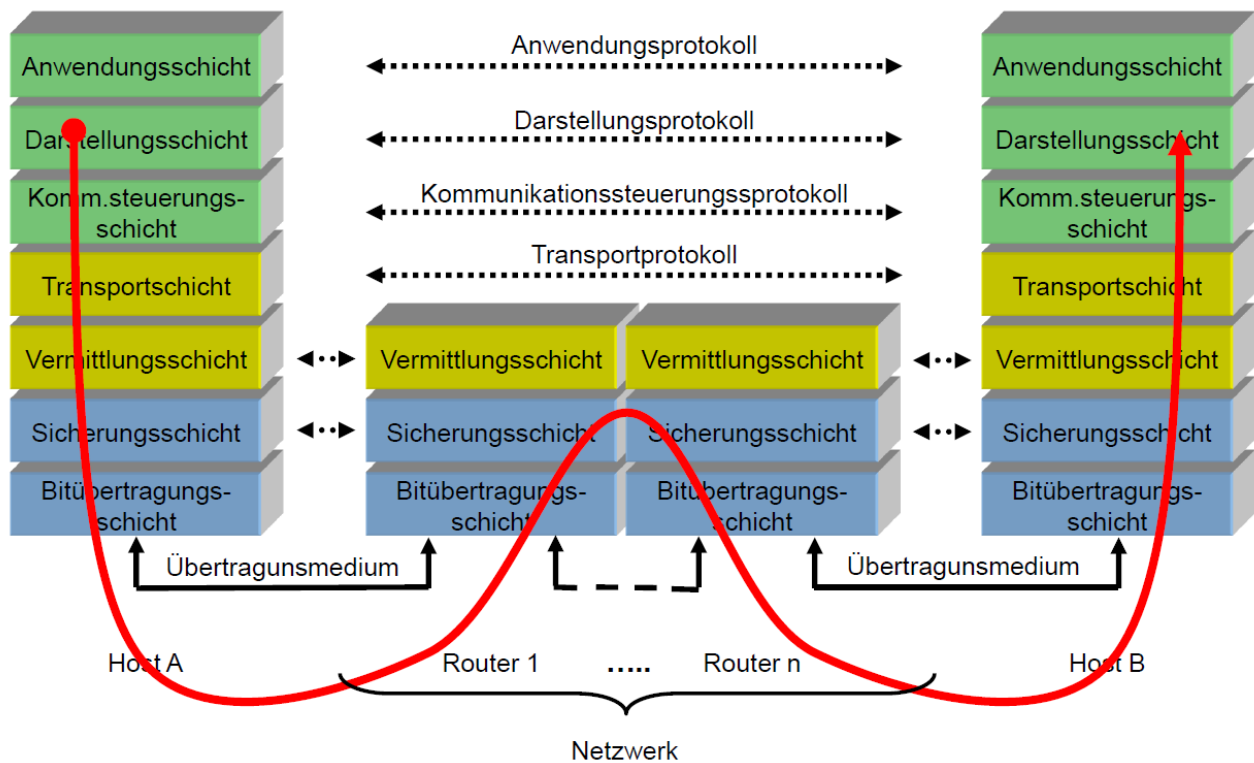 Anwendungsschicht
Anwendungsprotokoll
Anwendungsschicht
Darstellungsschicht
Darstellungsprotokoll
Darstellungsschicht
Komm.steuerungs-
schicht
Kommunikationssteuerungssprotokoll
Komm.steuerungs-
schicht
Transportschicht
Transportprotokoll
Transportschicht
Vermittlungsschicht
Vermittlungsschicht
Vermittlungsschicht
Vermittlungsschicht
Sicherungsschicht
Sicherungsschicht
Sicherungsschicht
Sicherungsschicht
Bitübertragungs-
schicht
Bitübertragungs-
schicht
Bitübertragungs-
schicht
Bitübertragungs-
schicht
Übertragunsmedium
Übertragunsmedium
Host A
Router 1
.....
Router n
Host B
Netzwerk